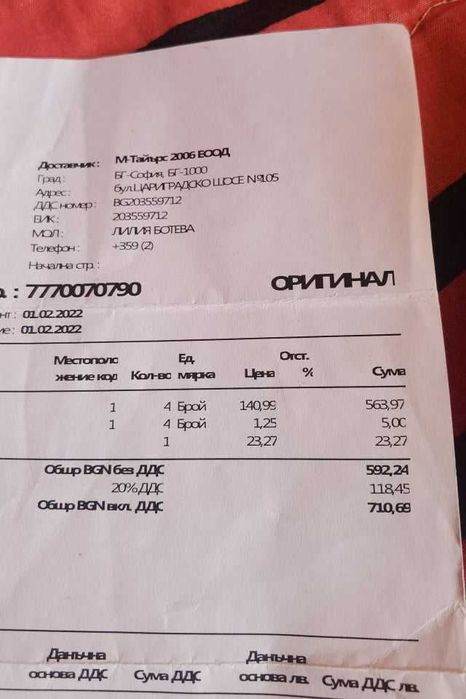 Доставчик : М-Тайърс 2006 ЕООД
Град : БГ-София, БГ-1000
Адрес : бул.ЦАРИГРАДСКО ШОСЕ №105
ДДС номер : BG203559712
ЕИК : 203559712
МОЛ : ЛИЛИЯ БОТЕВА
Телефон : +359 (2)
Начална стр :
. : 7770070790 ОРИГИНАЛ
нт : 01.02.2022
ие : 01.02.2022
Местополо Ед. Отст.
жение код Кол-во мярка Цена % Сума
1 4 Брой 140,99 563,97
1 4 Брой 1,25 5,00
1 23,27 23,27
Общо BGN без ДДС 592,24
20% ДДС 118,45
Общо BGN вкл. ДДС 710,69
Данъчна Данъчна
основа ДДС Сума ДДС основа лв. Сума ДДС лв.